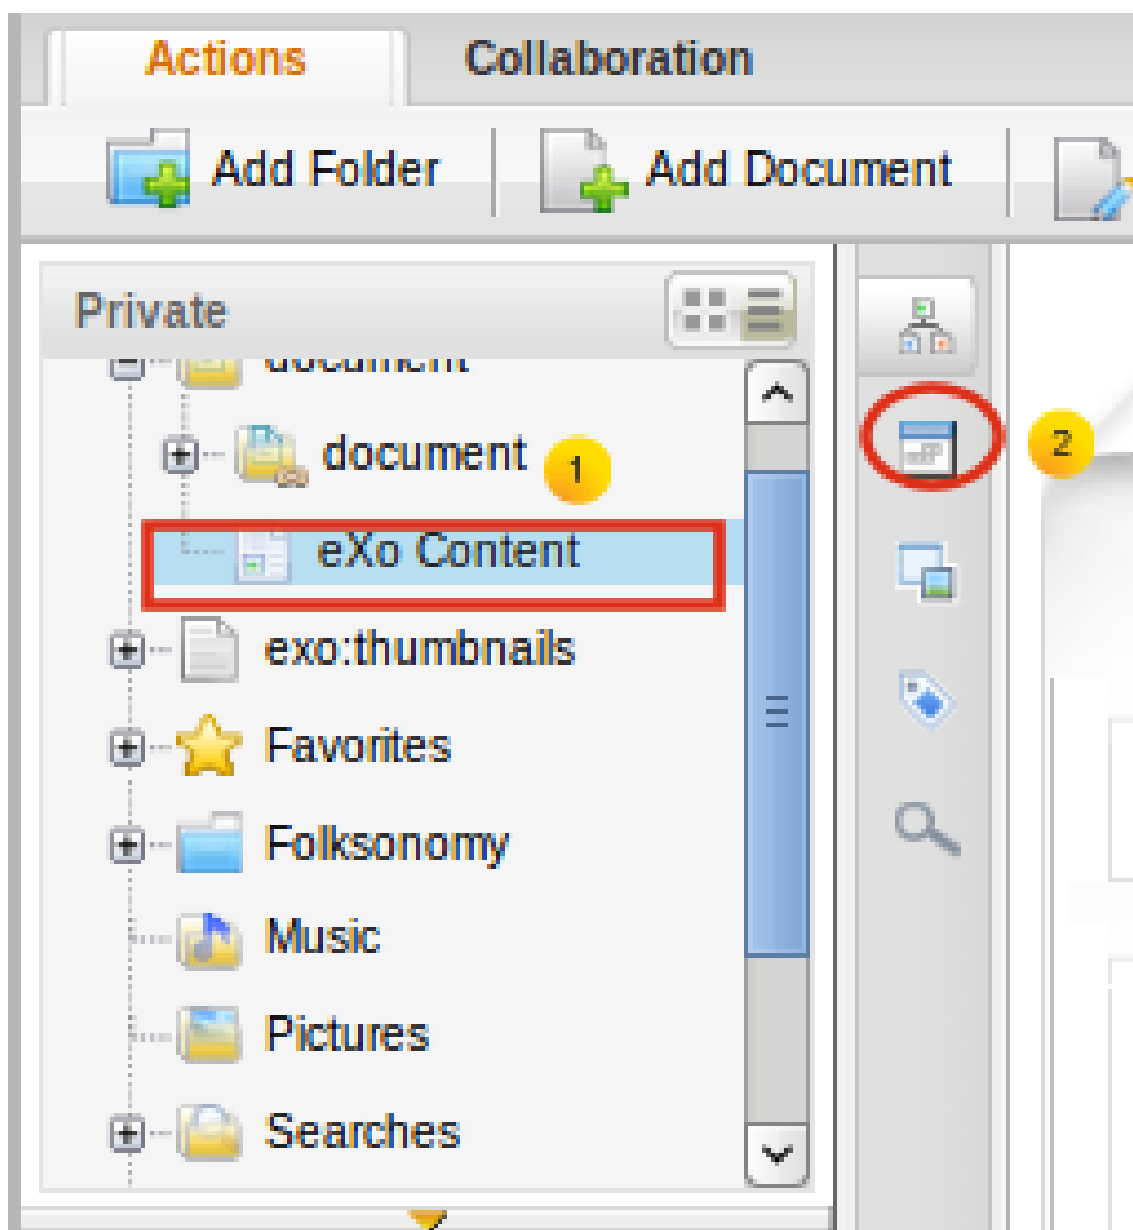 Actions Collaboration
Add Folder Add Document
Private
document
document 1
2
eXo Content
exo:thumbnails
Favorites
Folksonomy
Music
Pictures
Searches